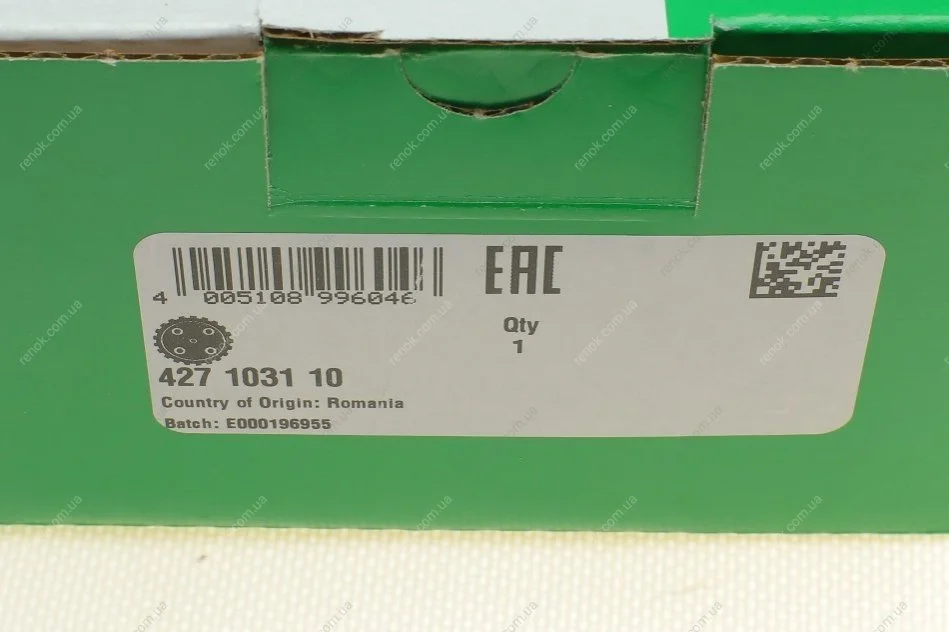 4 005108 996046
EAC
Qty
1
427 1031 10
Country of Origin: Romania
Batch: E000196955
renok.com.ua